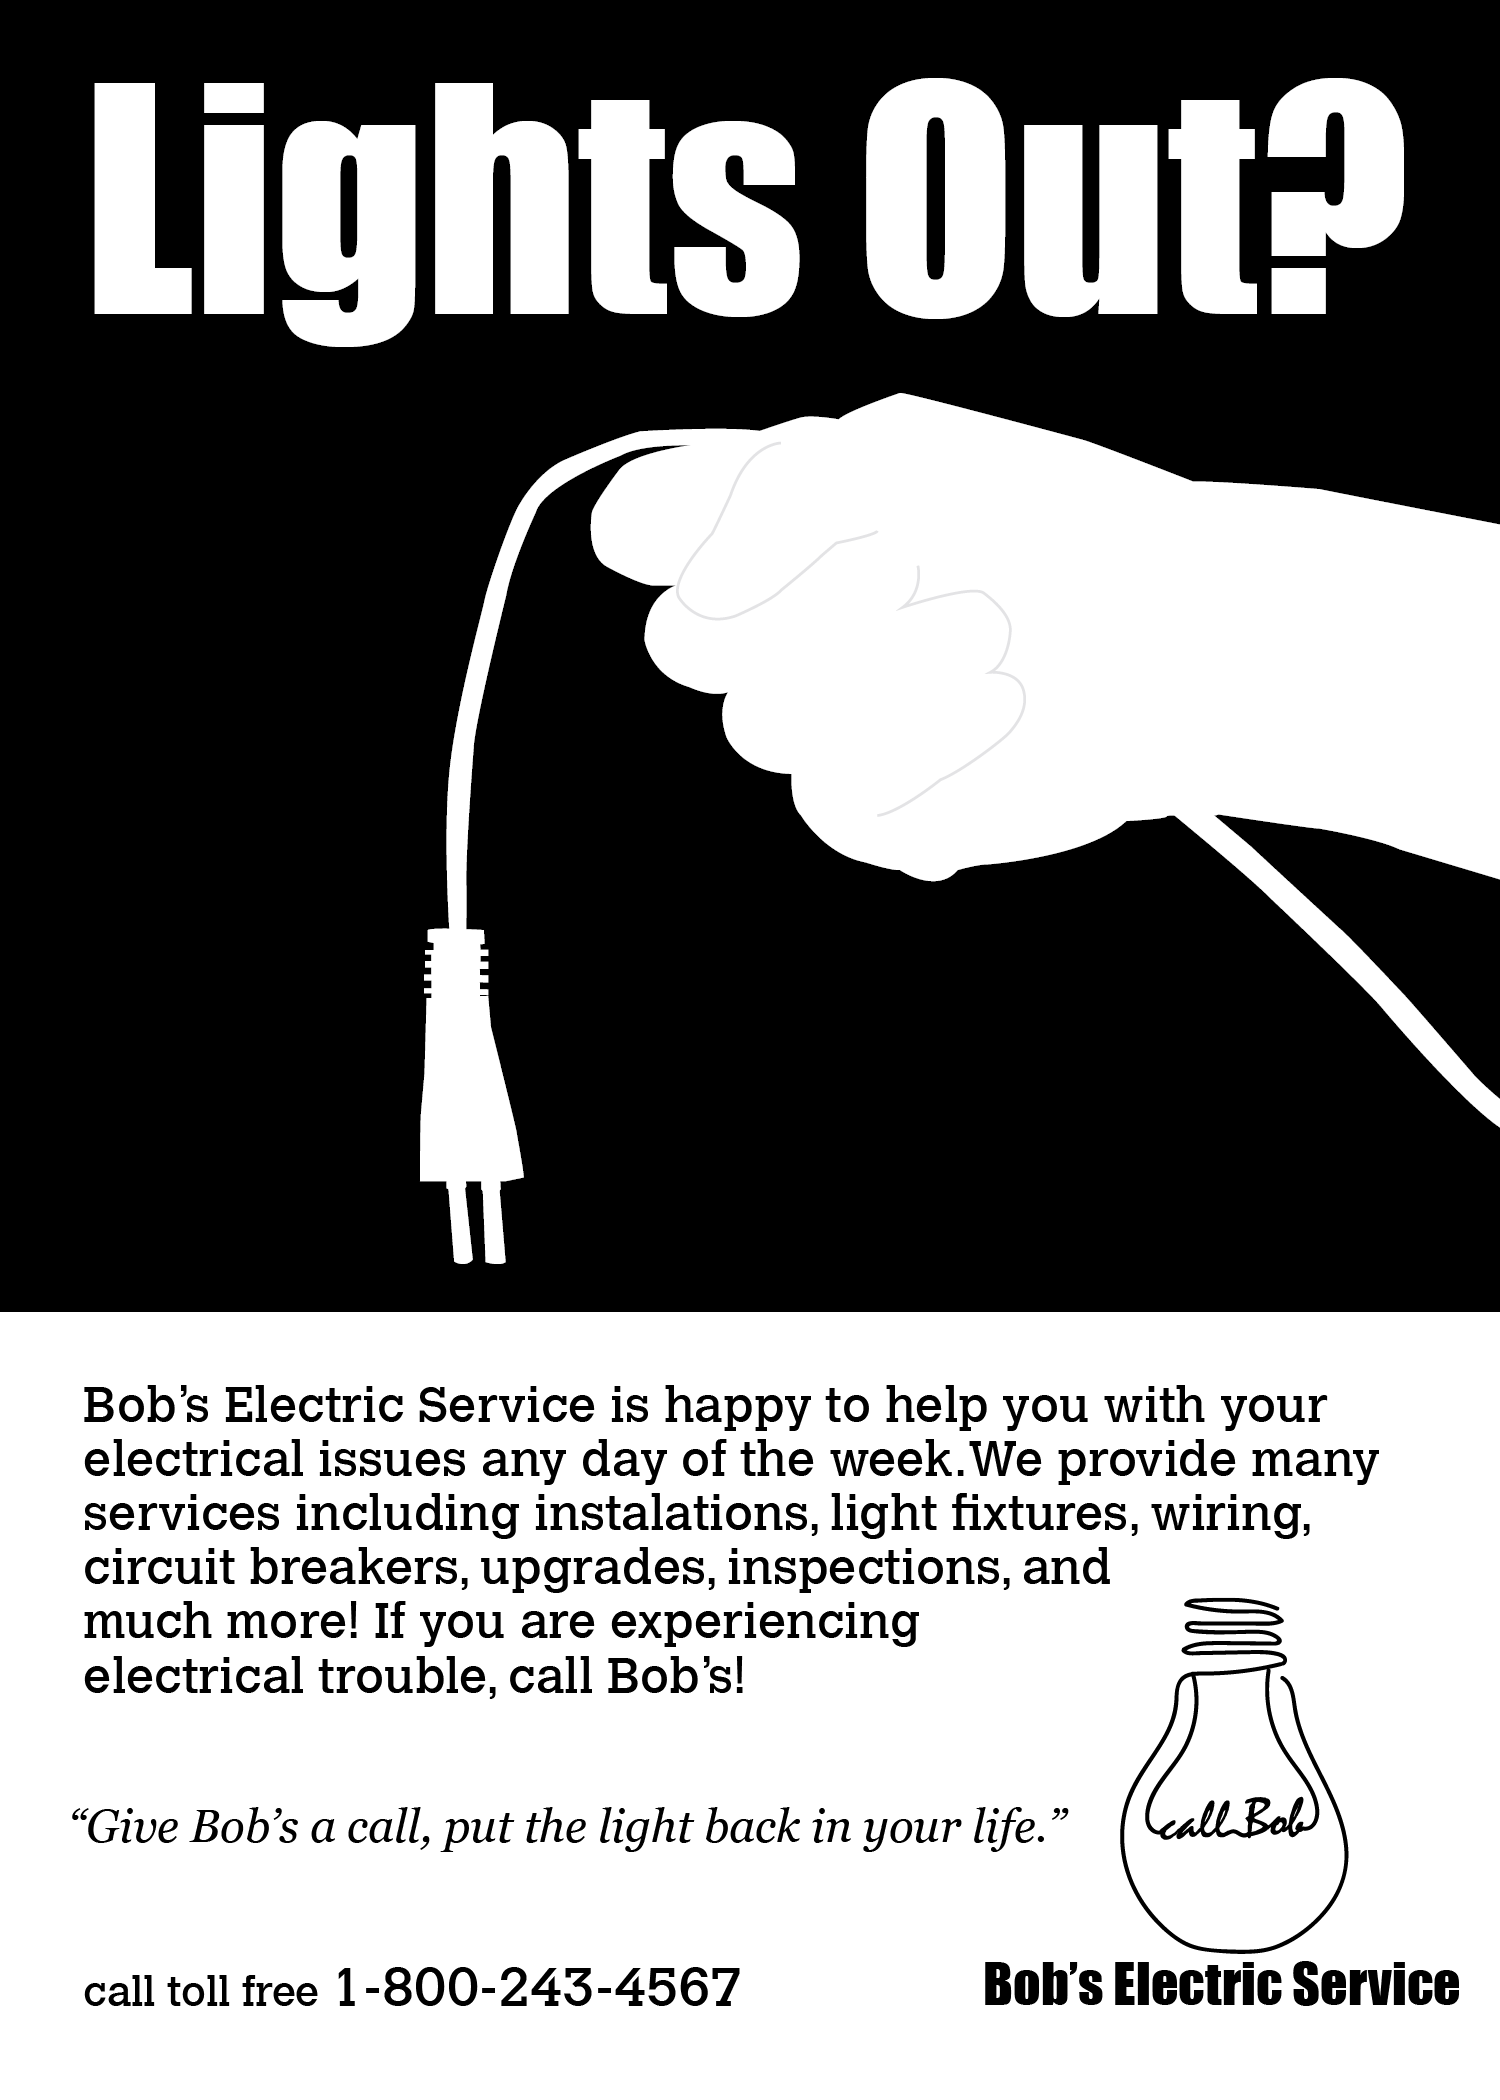 Lights Out?
Bob’s Electric Service is happy to help you with your
electrical issues any day of the week.We provide many
services including instalations, light fixtures, wiring,
circuit breakers, upgrades, inspections, and
much more! If you are experiencing
electrical trouble, call Bob’s!
“Give Bob’s a call, put the light back in your life.”
call Bob
call toll free 1-800-243-4567
Bob’s Electric Service